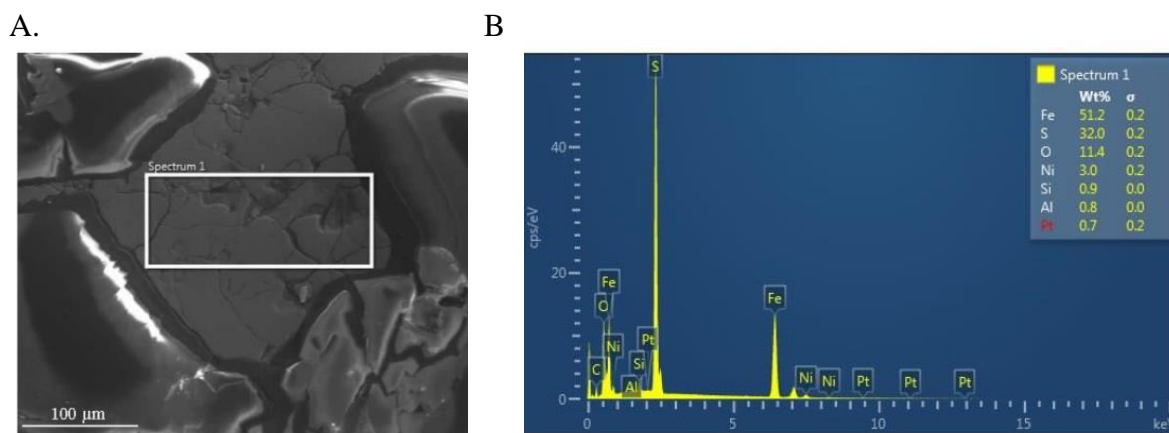 A.
B
Spectrum 1
100 μm
S
Fe
O
Ni
C
Al
Si
Pt
Fe
Ni
Ni
Pt
Pt
Pt
cps/eV
40
20
0
0
5
10
15
ke
Spectrum 1
Wt% σ
Fe 51.2 0.2
S 32.0 0.2
O 11.4 0.2
Ni 3.0 0.2
Si 0.9 0.0
Al 0.8 0.0
Pt 0.7 0.2